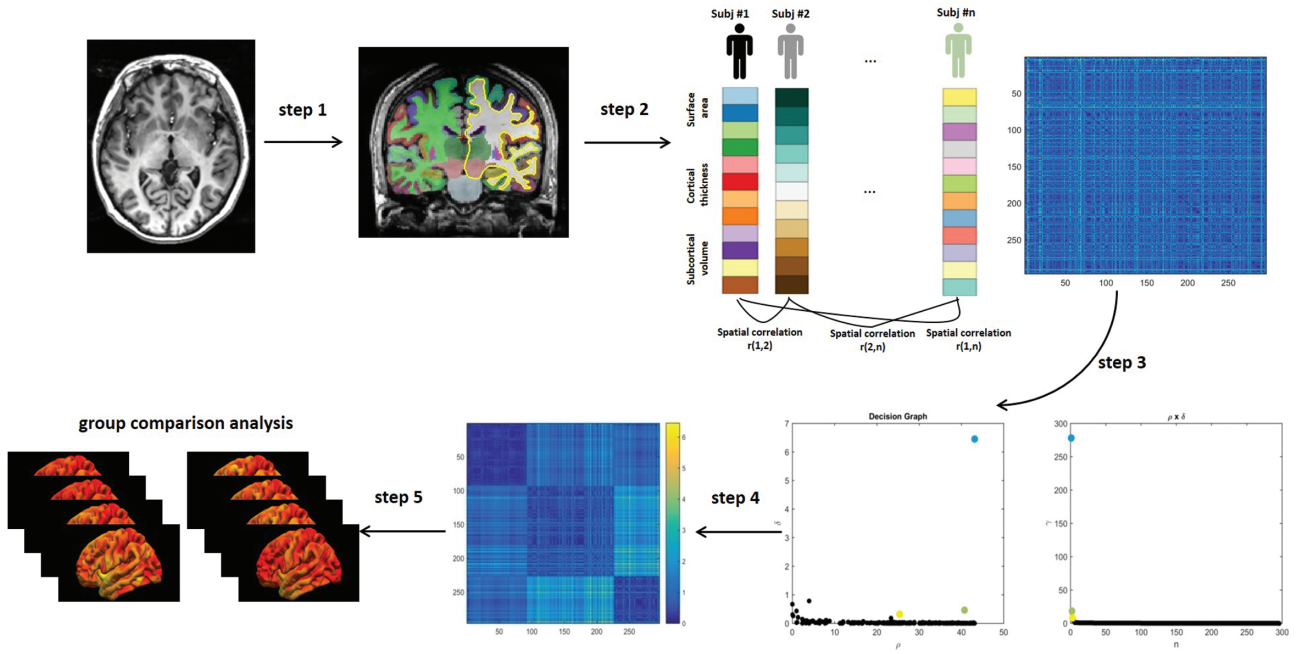 step 1
step 2
Subj #1
Subj #2
...
Subj #n
Surface
area
Cortical
thickness
Subcortical
volume
...
Spatial correlation
r(1,2)
Spatial correlation
r(2,n)
Spatial correlation
r(1,n)
50
100
150
200
250
50 100 150 200 250
step 3
Decision Graph
7
6
5
4
3
2
1
0
δ
0 10 20 30 40 50
ρ
ρ x δ
300
250
200
150
100
50
0
γ
0 50 100 150 200 250 300
n
step 4
50
100
150
200
250
50 100 150 200 250
6
5
4
3
2
1
0
step 5
group comparison analysis